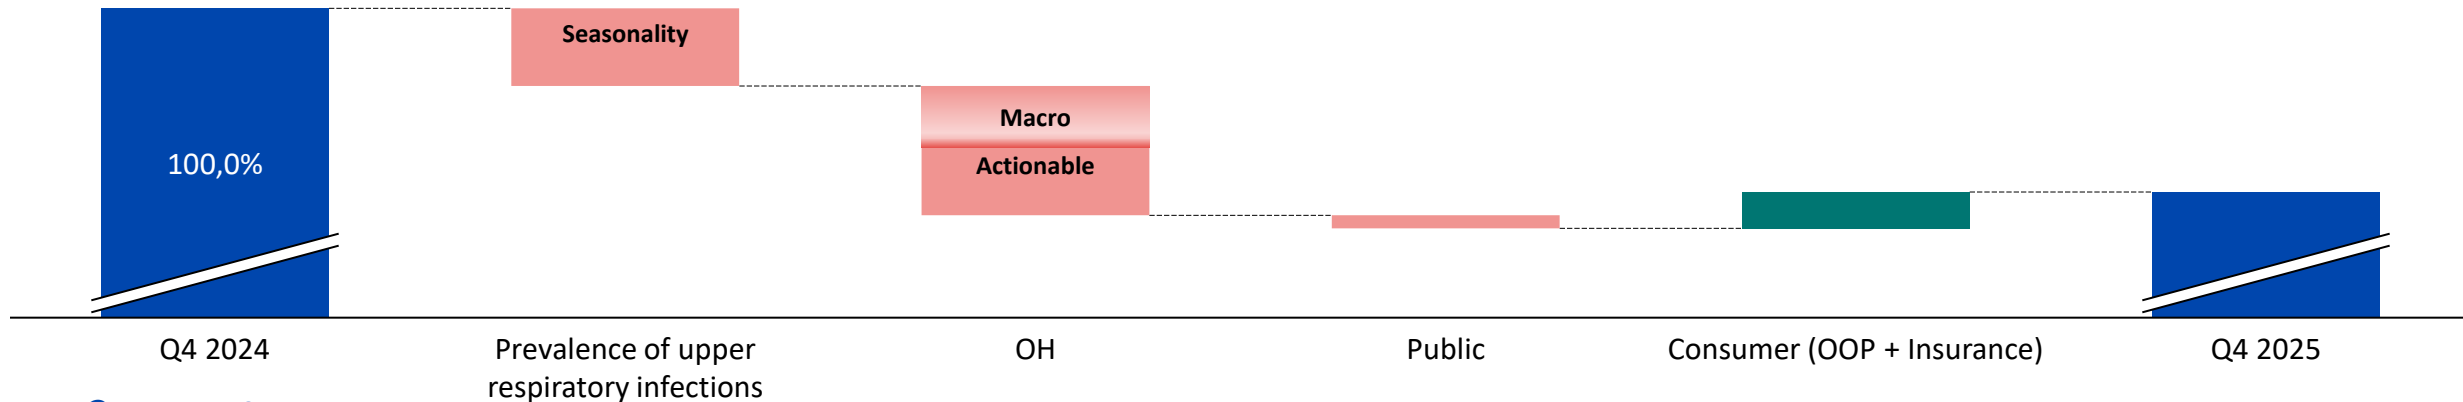 Seasonality
Macro
Actionable
100,0%
Q4 2024
Prevalence of upper
respiratory infections
OH
Public
Consumer (OOP + Insurance)
Q4 2025